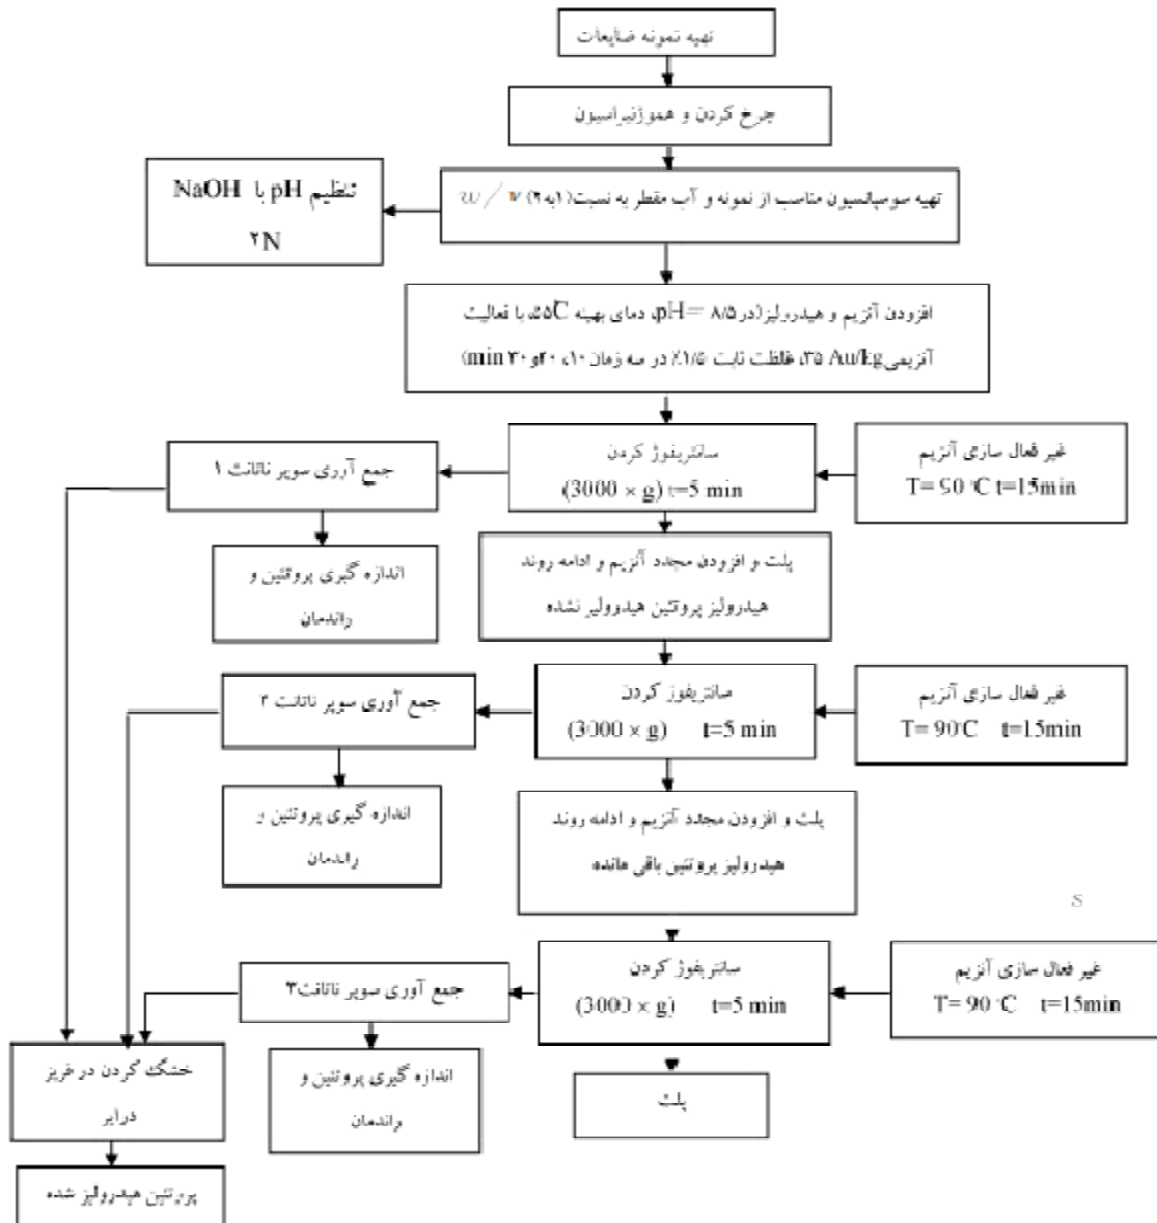 تهیه نمونه ضایعات
چرخ کردن و هموژنیراسیون
تهیه سوسپانسیون مناسب از نمونه و آب مقطر به نسبت (۱به۲) w / v
تنظیم pH با NaOH
۲N
افزودن آنزیم و هیدرولیز(در pH= ۸/۵، دمای بهینه ۵۵°C، با فعالیت
آنزیمی ۳۵ Au/kg، غلظت ثابت ۱/۵٪ در سه زمان ۱۰، ۲۰ و ۳۰ min)
غیر فعال سازی آنزیم
T= 90 °C t=15min
سانتریفوژ کردن
(3000 × g) t=5 min
جمع آوری سوپر ناتانت ۱
اندازه گیری پروتئین و
راندمان
پلت و افزودن مجدد آنزیم و ادامه روند
هیدرولیز پروتئین هیدرولیز نشده
غیر فعال سازی آنزیم
T= 90°C t=15min
سانتریفوژ کردن
(3000 × g) t=5 min
جمع آوری سوپر ناتانت ۲
اندازه گیری پروتئین و
راندمان
پلت و افزودن مجدد آنزیم و ادامه روند
هیدرولیز پروتئین باقی مانده
s
غیر فعال سازی آنزیم
T= 90 °C t=15min
سانتریفوژ کردن
(3000 × g) t=5 min
جمع آوری سوپر ناتانت۳
اندازه گیری پروتئین و
راندمان
پلت
خشک کردن در فریز
درایر
پروتئین هیدرولیز شده